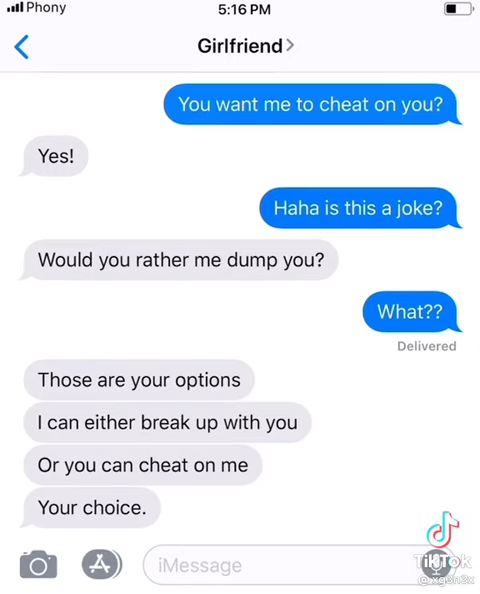 Phony
5:16 PM
Girlfriend
You want me to cheat on you?
Yes!
Haha is this a joke?
Would you rather me dump you?
What??
Delivered
Those are your options
I can either break up with you
Or you can cheat on me
Your choice.
iMessage
TikTok